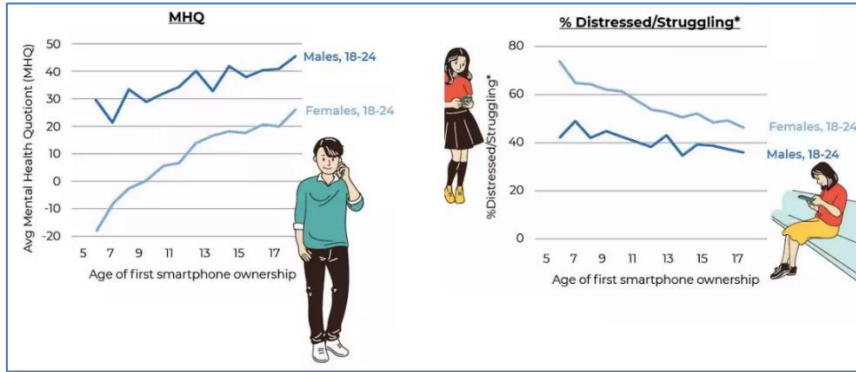 MHQ
50
40
30
20
10
0
-10
-20
Avg Mental Health Quotiont (MHQ)
Males, 18-24
Females, 18-24
5 7 9 11 13 15 17
Age of first smartphone ownership
% Distressed/Struggling*
80
60
40
20
0
%Distressed/Struggling*
Females, 18-24
Males, 18-24
5 7 9 11 13 15 17
Age of first smartphone ownership